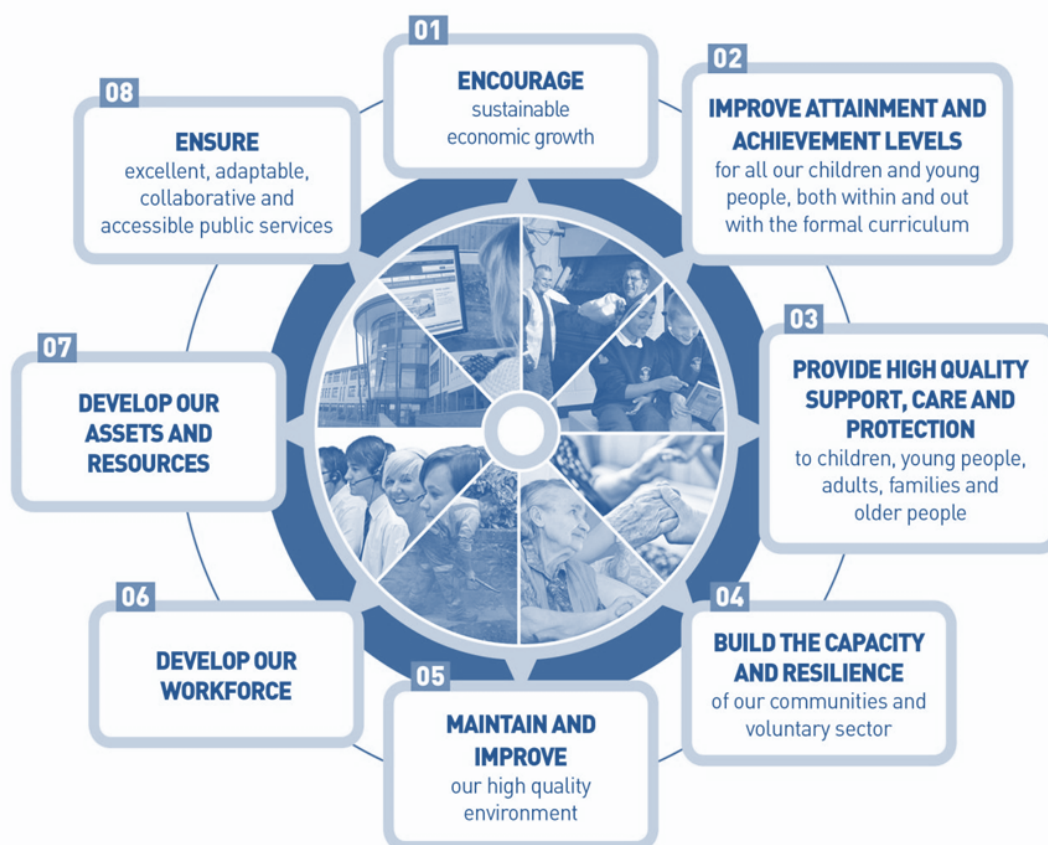 01
ENCOURAGE
sustainable
economic growth
02
IMPROVE ATTAINMENT AND
ACHIEVEMENT LEVELS
for all our children and young
people, both within and out
with the formal curriculum
03
PROVIDE HIGH QUALITY
SUPPORT, CARE AND
PROTECTION
to children, young people,
adults, families and
older people
04
BUILD THE CAPACITY
AND RESILIENCE
of our communities and
voluntary sector
05
MAINTAIN AND
IMPROVE
our high quality
environment
06
DEVELOP OUR
WORKFORCE
07
DEVELOP OUR
ASSETS AND
RESOURCES
08
ENSURE
excellent, adaptable,
collaborative and
accessible public services